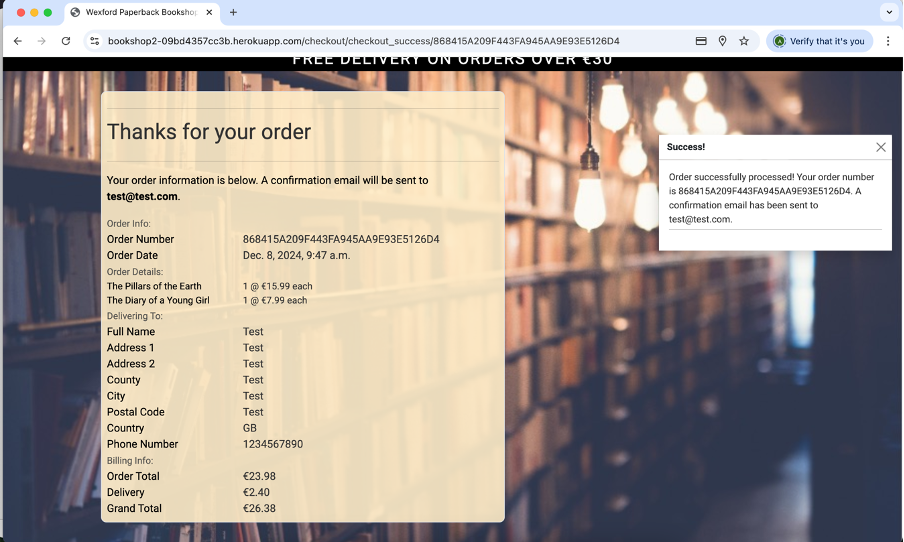 Wexford Paperback Bookshop
bookshop2-09bd4357cc3b.herokuapp.com/checkout/checkout_success/868415A209F443FA945AA9E93E5126D4
Verify that it's you
FREE DELIVERY ON ORDERS OVER €30
Thanks for your order
Your order information is below. A confirmation email will be sent to
test@test.com.
Order Info:
Order Number 868415A209F443FA945AA9E93E5126D4
Order Date Dec. 8, 2024, 9:47 a.m.
Order Details:
The Pillars of the Earth 1 @ €15.99 each
The Diary of a Young Girl 1 @ €7.99 each
Delivering To:
Full Name Test
Address 1 Test
Address 2 Test
County Test
City Test
Postal Code Test
Country GB
Phone Number 1234567890
Billing Info:
Order Total €23.98
Delivery €2.40
Grand Total €26.38
Success!
Order successfully processed! Your order number
is 868415A209F443FA945AA9E93E5126D4. A
confirmation email has been sent to
test@test.com.